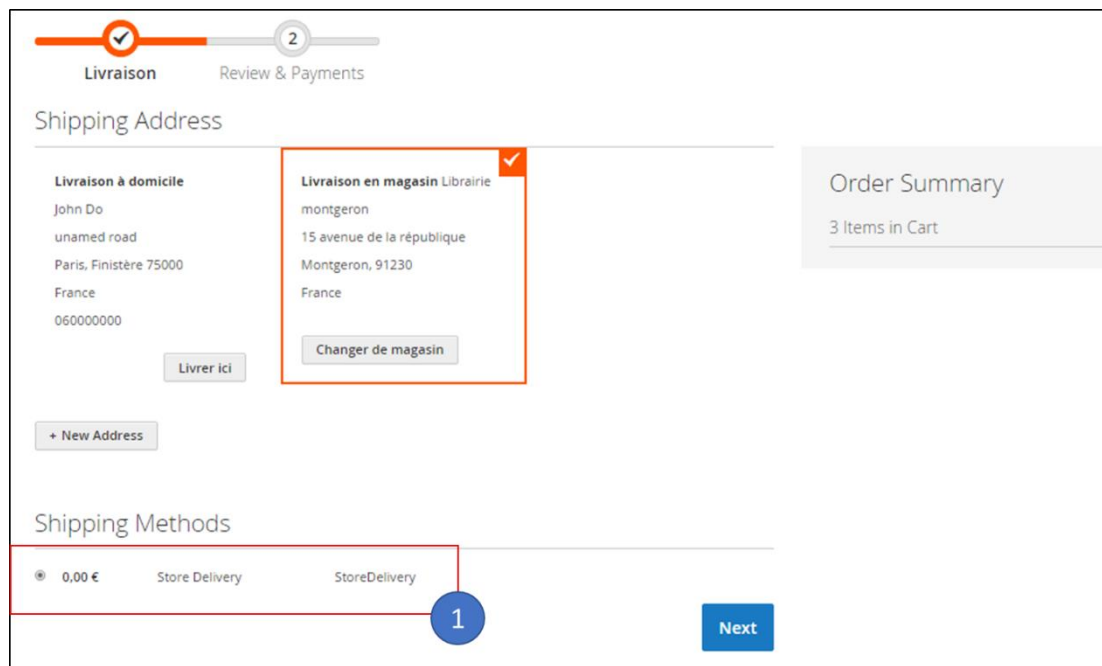 2
Livraison
Review & Payments
Shipping Address
Livraison à domicile
John Do
unamed road
Paris, Finistère 75000
France
060000000
Livrer ici
Livraison en magasin Librairie
montgeron
15 avenue de la république
Montgeron, 91230
France
Changer de magasin
Order Summary
3 Items in Cart
+ New Address
Shipping Methods
0,00 € Store Delivery StoreDelivery
1
Next